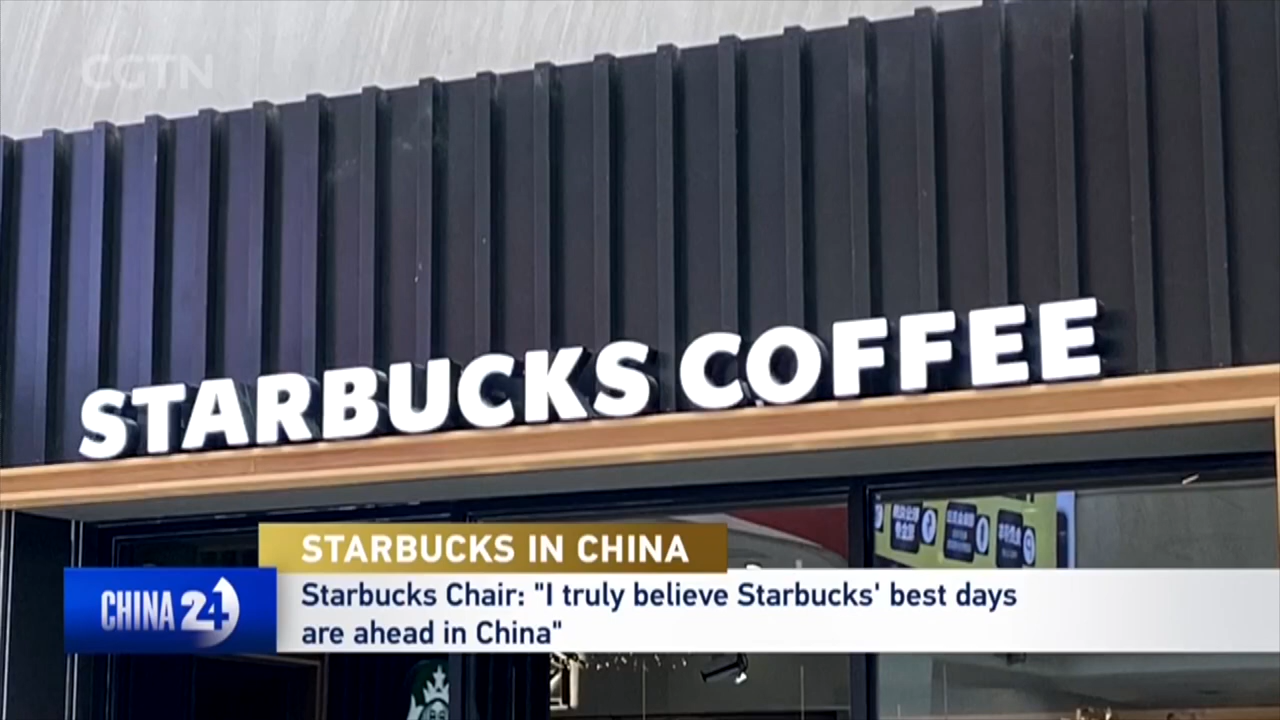 CGTN
STARBUCKS COFFEE
STARBUCKS IN CHINA
CHINA 24
Starbucks Chair: "I truly believe Starbucks' best days
are ahead in China"